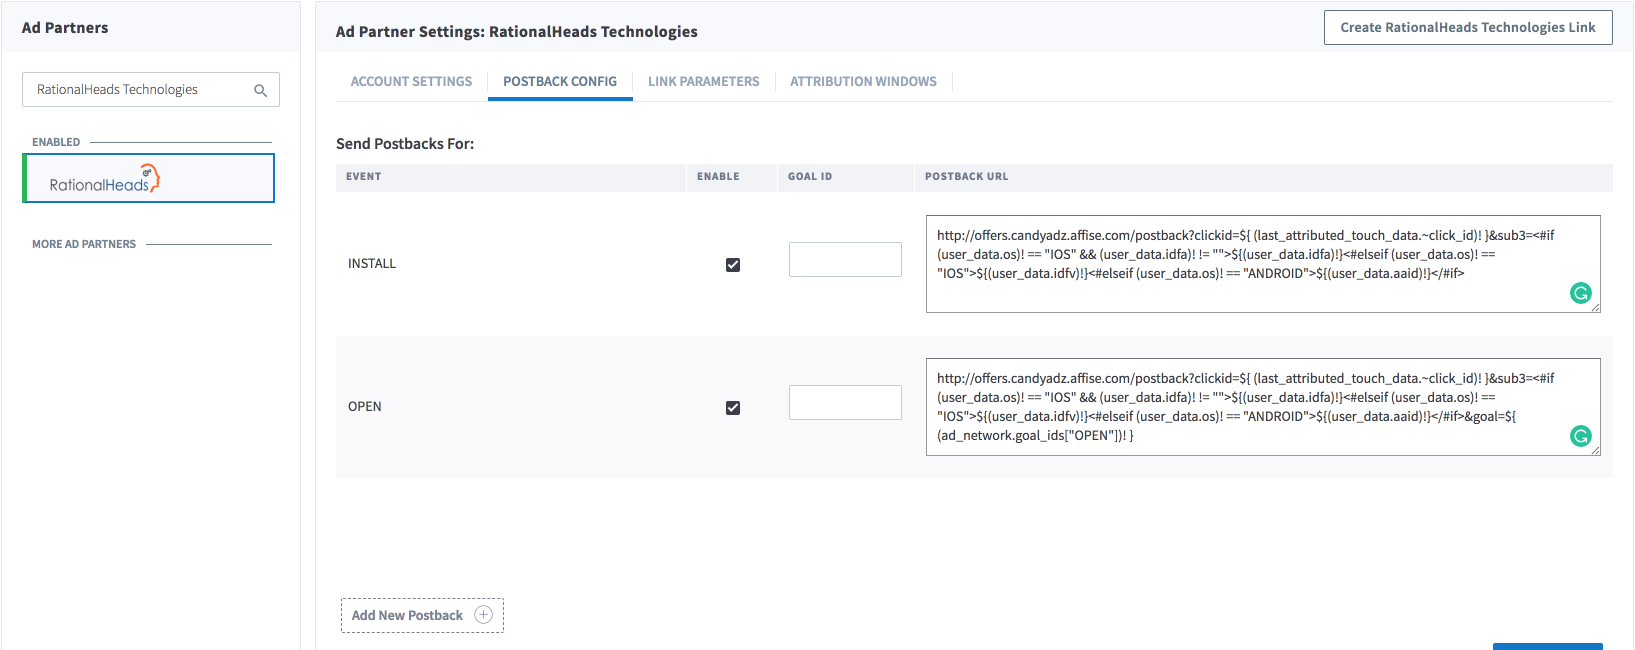 Ad Partners
RationalHeads Technologies
ENABLED
RationalHeads
MORE AD PARTNERS
Ad Partner Settings: RationalHeads Technologies
Create RationalHeads Technologies Link
ACCOUNT SETTINGS
POSTBACK CONFIG
LINK PARAMETERS
ATTRIBUTION WINDOWS
Send Postbacks For:
EVENT
ENABLE
GOAL ID
POSTBACK URL
INSTALL
http://offers.candyadz.affise.com/postback?clickid=${ (last_attributed_touch_data.~click_id)! }&sub3=<#if
(user_data.os)! == "IOS" && (user_data.idfa)! != "">${(user_data.idfa)!}<#elseif (user_data.os)! ==
"IOS">${(user_data.idfv)!}<#elseif (user_data.os)! == "ANDROID">${(user_data.aaid)!}</#if>
OPEN
http://offers.candyadz.affise.com/postback?clickid=${ (last_attributed_touch_data.~click_id)! }&sub3=<#if
(user_data.os)! == "IOS" && (user_data.idfa)! != "">${(user_data.idfa)!}<#elseif (user_data.os)! ==
"IOS">${(user_data.idfv)!}<#elseif (user_data.os)! == "ANDROID">${(user_data.aaid)!}</#if>&goal=${
(ad_network.goal_ids["OPEN"])! }
Add New Postback